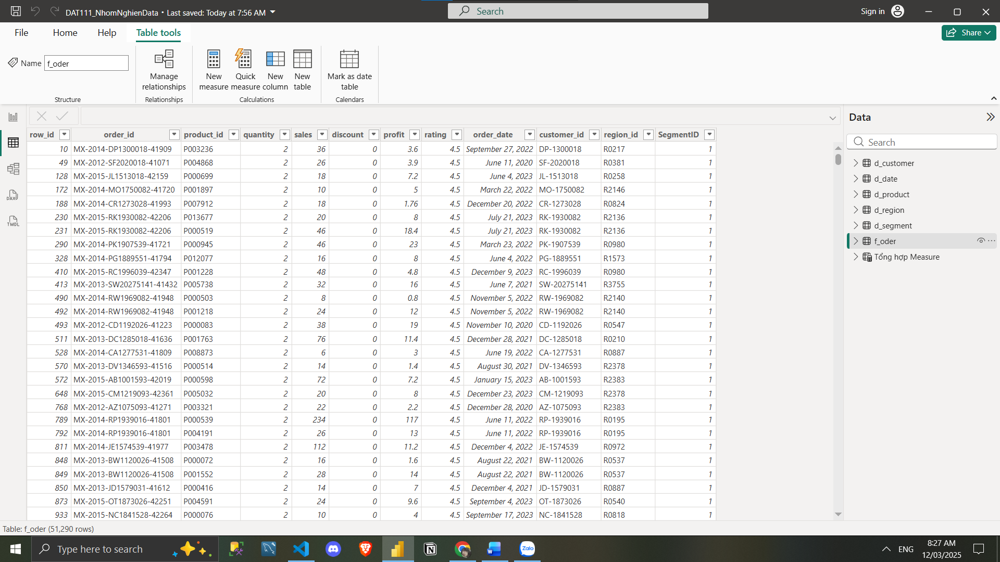 DAT111_NhomNghienData • Last saved: Today at 7:56 AM
Search
Sign in
File Home Help Table tools
Share
Name f_oder
Manage relationships
New measure
Quick measure
New column
New table
Mark as date table
Structure Relationships Calculations Calendars
row_id order_id product_id quantity sales discount profit rating order_date customer_id region_id SegmentID
10 MX-2014-DP1300018-41909 P003236 2 36 0 3.6 4.5 September 27, 2022 DP-1300018 R0217 1
49 MX-2012-SF2020018-41071 P004868 2 26 0 3.9 4.5 June 11, 2020 SF-2020018 R0381 1
128 MX-2015-JL1513018-42159 P000699 2 18 0 7.2 4.5 June 4, 2023 JL-1513018 R0258 1
172 MX-2014-MO1750082-41720 P001897 2 10 0 5 4.5 March 22, 2022 MO-1750082 R2146 1
188 MX-2014-CR1273028-41993 P007912 2 18 0 1.76 4.5 December 20, 2022 CR-1273028 R0824 1
230 MX-2015-RK1930082-42206 P013677 2 20 0 8 4.5 July 21, 2023 RK-1930082 R2136 1
231 MX-2015-RK1930082-42206 P000519 2 46 0 18.4 4.5 July 21, 2023 RK-1930082 R2136 1
290 MX-2014-PK1907539-41721 P000945 2 46 0 23 4.5 March 23, 2022 PK-1907539 R0980 1
328 MX-2014-PG1889551-41794 P012077 2 16 0 8 4.5 June 4, 2022 PG-1889551 R1573 1
410 MX-2015-RC1996039-42347 P001228 2 48 0 4.8 4.5 December 9, 2023 RC-1996039 R0980 1
413 MX-2013-SW20275141-41432 P005738 2 32 0 16 4.5 June 7, 2021 SW-20275141 R3755 1
490 MX-2014-RW1969082-41948 P000503 2 8 0 0.8 4.5 November 5, 2022 RW-1969082 R2140 1
492 MX-2014-RW1969082-41948 P001218 2 24 0 12 4.5 November 5, 2022 RW-1969082 R2140 1
493 MX-2012-CD1192026-41223 P000083 2 38 0 19 4.5 November 10, 2020 CD-1192026 R0547 1
511 MX-2013-DC1285018-41636 P001763 2 76 0 11.4 4.5 December 28, 2021 DC-1285018 R0210 1
528 MX-2014-CA1277531-41809 P008873 2 6 0 3 4.5 June 19, 2022 CA-1277531 R0887 1
570 MX-2013-DV1346593-41516 P000514 2 14 0 1.4 4.5 August 30, 2021 DV-1346593 R2378 1
572 MX-2015-AB1001593-42019 P000598 2 72 0 7.2 4.5 January 15, 2023 AB-1001593 R2383 1
648 MX-2015-CM1219093-42361 P005032 2 20 0 8 4.5 December 23, 2023 CM-1219093 R2378 1
768 MX-2012-AZ1075093-41271 P003321 2 22 0 2.2 4.5 December 28, 2020 AZ-1075093 R2383 1
789 MX-2014-RP1939016-41801 P000539 2 234 0 117 4.5 June 11, 2022 RP-1939016 R0195 1
792 MX-2014-RP1939016-41801 P004191 2 26 0 13 4.5 June 11, 2022 RP-1939016 R0195 1
811 MX-2014-JE1574539-41977 P003478 2 112 0 11.2 4.5 December 4, 2022 JE-1574539 R0972 1
848 MX-2013-BW1120026-41508 P000072 2 16 0 1.6 4.5 August 22, 2021 BW-1120026 R0537 1
849 MX-2013-BW1120026-41508 P001552 2 28 0 14 4.5 August 22, 2021 BW-1120026 R0537 1
850 MX-2013-JD1579031-41612 P000416 2 14 0 7 4.5 December 4, 2021 JD-1579031 R0887 1
873 MX-2015-OT1873026-42251 P004591 2 24 0 9.6 4.5 September 4, 2023 OT-1873026 R0540 1
933 MX-2015-NC1841528-42264 P000076 2 10 0 4 4.5 September 17, 2023 NC-1841528 R0818 1
DAX
TMDL
Data
Search
d_customer
d_date
d_product
d_region
d_segment
f_oder
Tổng hợp Measure
Table: f_oder (51,290 rows)
Type here to search
Zalo
ENG
8:27 AM
12/03/2025